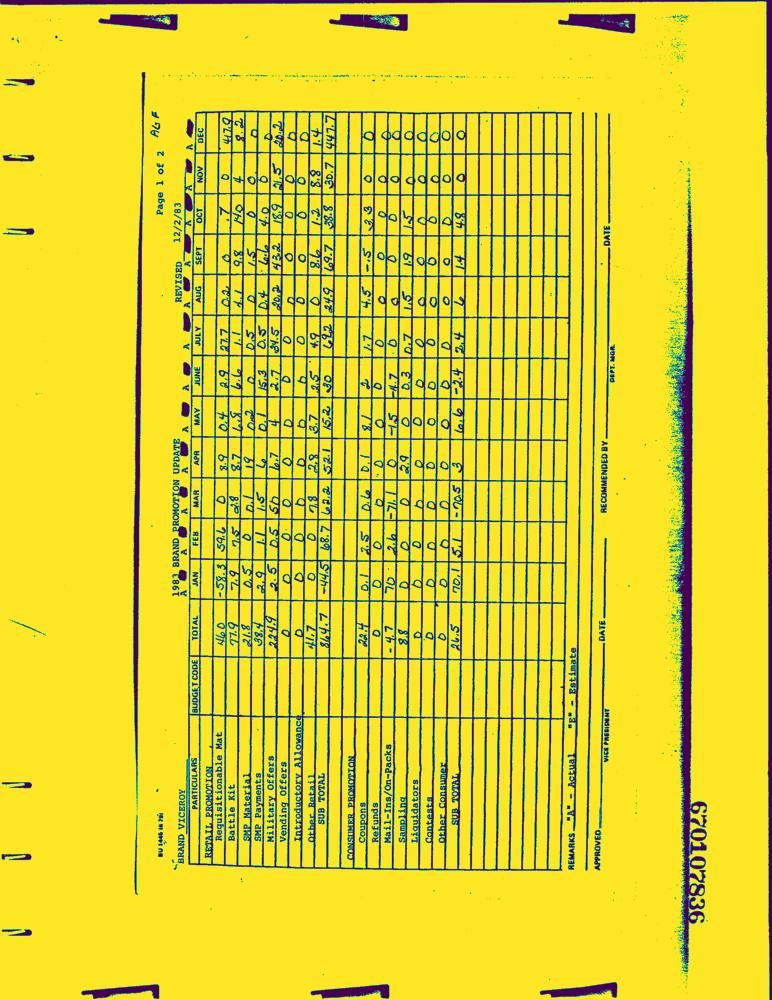 Page 1 of 2 AGF
1983 BRAND PROMOTION UPDATE REVISED 12/2/83
BU 1445 (8 78)
BRAND VICEROY A A A A A A A A A A A A
PARTICULARS BUDGET CODE TOTAL JAN FEB MAR APR MAY JUNE JULY AUG SEPT OCT NOV DEC
RETAIL PROMOTION
Requisitionable Mat -58.3 59.6 0 8.9 0.4 2.9 27.7 0.2 0 .7 0 417.9
Battle Kit 77.9 7.9 7.5 2.8 8.7 6.8 6.6 1.1 4.1 9.8 14.0 4 8.2
SMP Material 21.8 0.5 0 0.1 19 0.2 0 0.5 0 1.5 0 0 0
SMP Payments 38.4 2.9 1.1 1.5 6 0.1 15.3 0.5 0.4 6.6 4.0 0 0
Military Offers 224.9 2.5 0.5 50 6.7 4 2.7 34.5 20.2 43.2 18.9 21.5 20.2
Vending Offers 0 0 0 0 0 0 0 0 0 0 0 0 0
Introductory Allowance 0 0 0 0 0 0 0 0 0 0 0 0 0
Other Retail 41.7 0 0 7.8 2.8 3.7 2.5 4.9 0 8.6 1.2 8.8 1.4
SUB TOTAL 864.7 -44.5 68.7 62.2 52.1 15.2 30 69.2 24.9 69.7 38.8 30.7 447.7
CONSUMER PROMOTION
Coupons 22.4 0.1 2.5 0.6 0.1 8.1 2 1.7 4.5 -.5 3.3 0 0
Refunds 0 0 0 0 0 0 0 0 0 0 0 0 0
Mail-Ins/On-Packs -4.7 70 2.6 -71.1 0 -1.5 -4.7 0 0 0 0 0 0
Sampling 8.8 0 0 0 2.9 0 0.3 0.7 1.5 1.9 1.5 0 0
Liquidators 0 0 0 0 0 0 0 0 0 0 0 0 0
Contests 0 0 0 0 0 0 0 0 0 0 0 0 0
Other Consumer 0 0 0 0 0 0 0 0 0 0 0 0 0
SUB TOTAL 26.5 70.1 5.1 -70.5 3 6.6 -2.4 2.4 6 1.4 4.8 0 0
REMARKS "A" - Actual "E" - Estimate
APPROVED DATE RECOMMENDED BY DATE
VICE PRESIDENT DEPT. MGR.
670107836